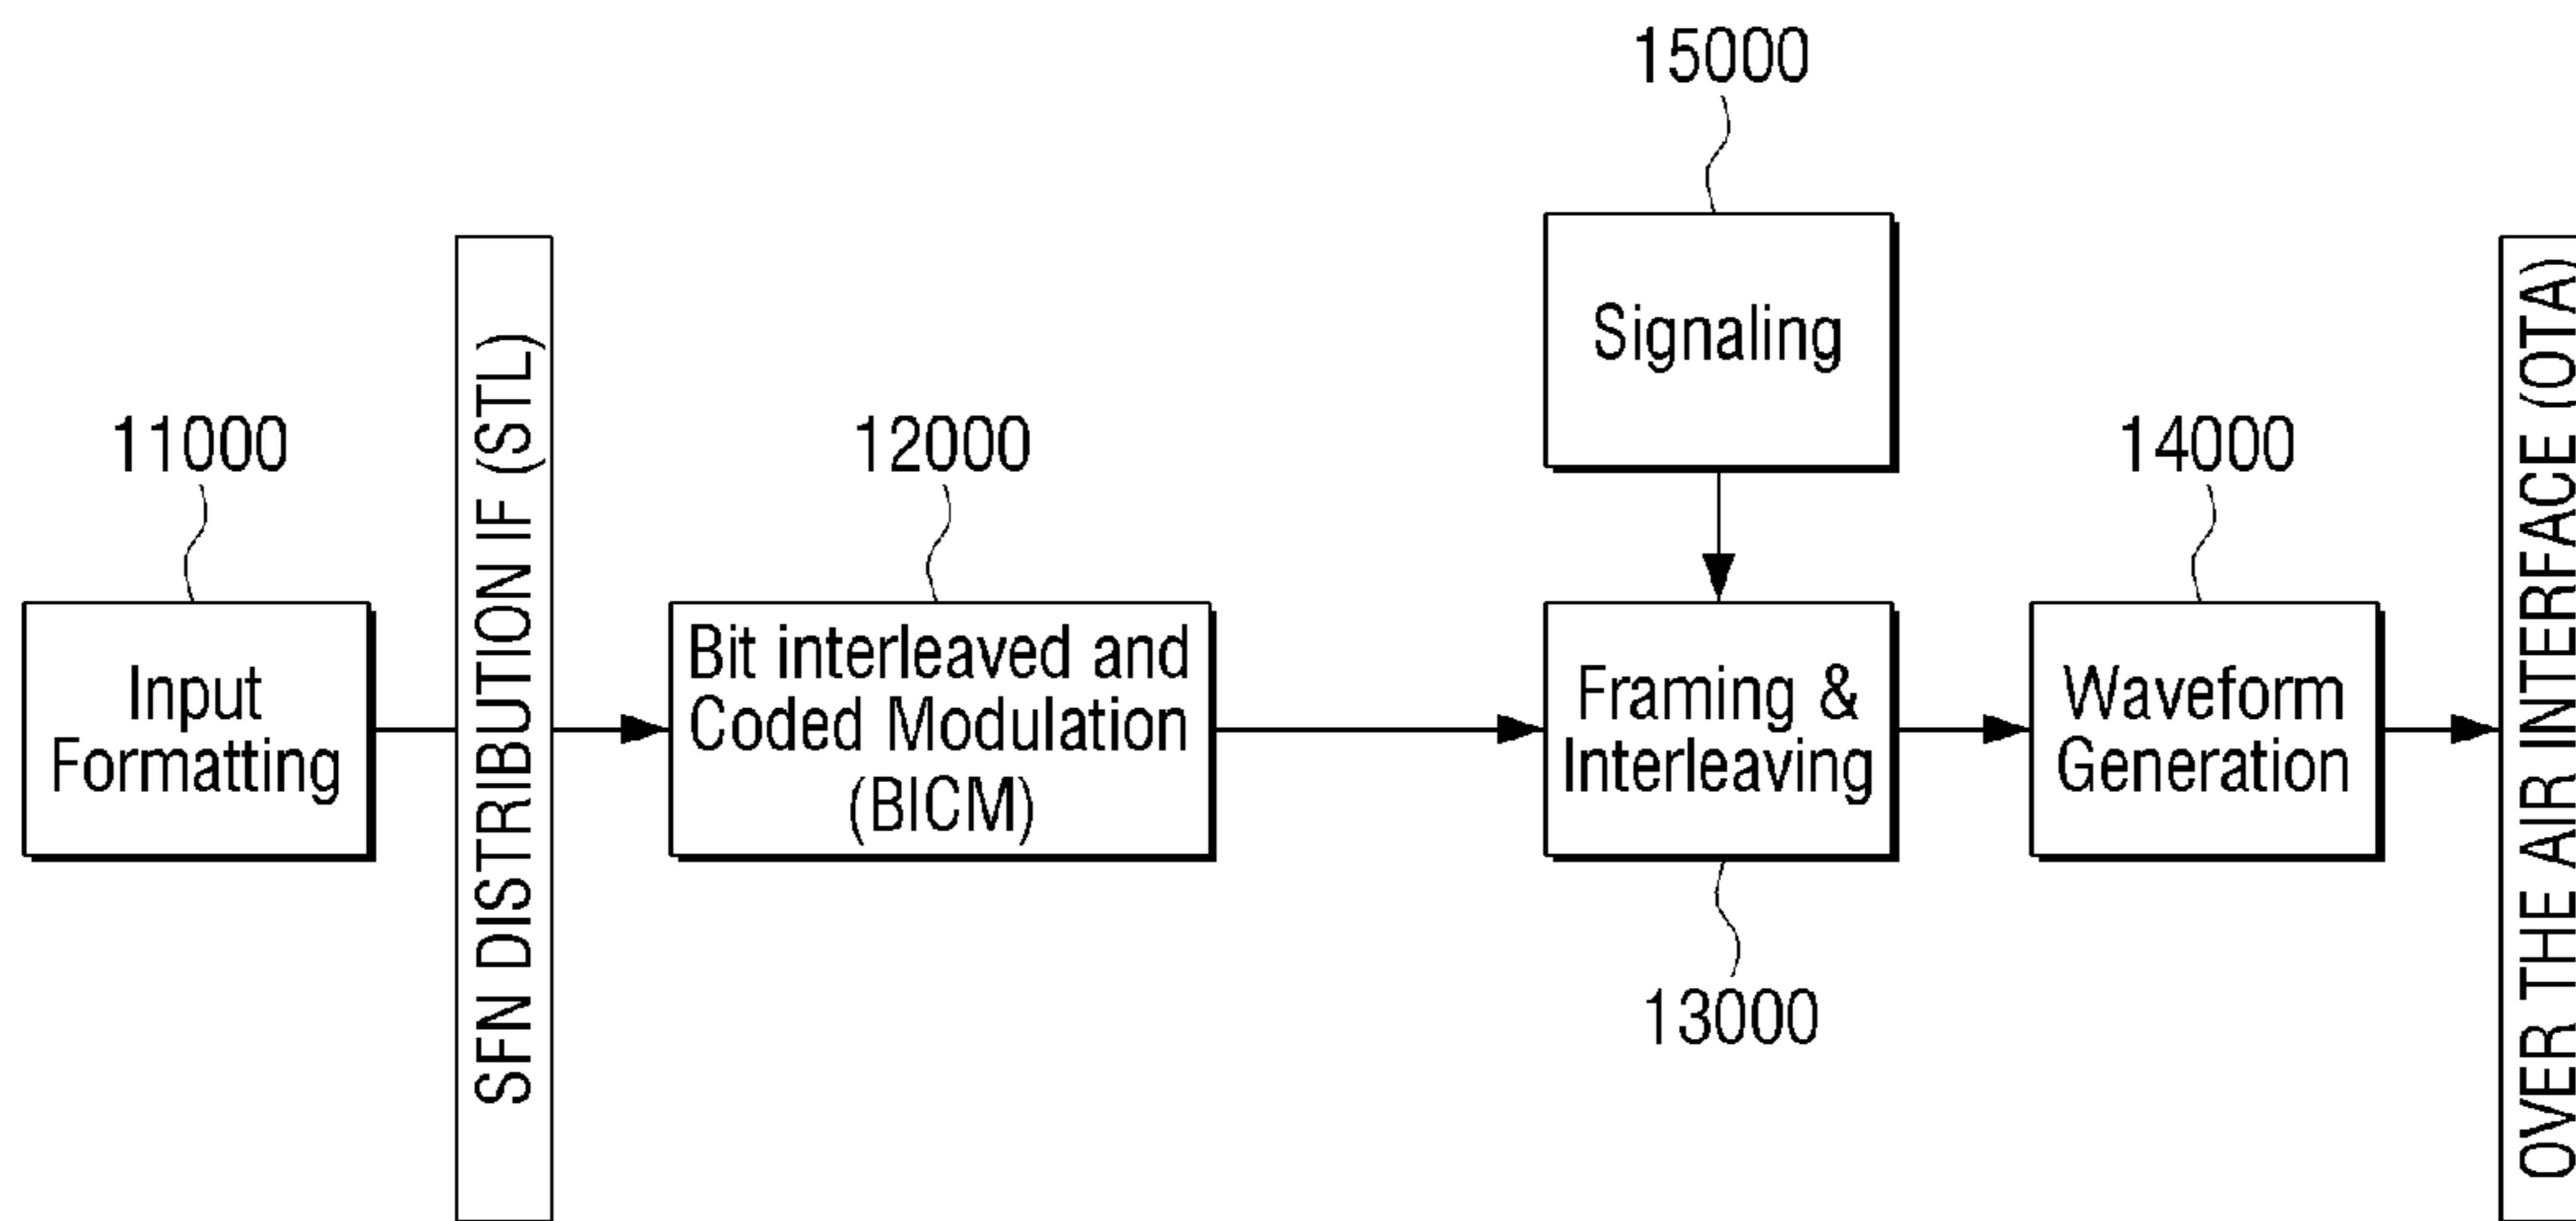 15000
Signaling
11000
SFN DISTRIBUTION IF (STL)
12000
14000
OVER THE AIR INTERFACE (OTA)
Input
Formatting
Bit interleaved and
Coded Modulation
(BICM)
Framing &
Interleaving
Waveform
Generation
13000